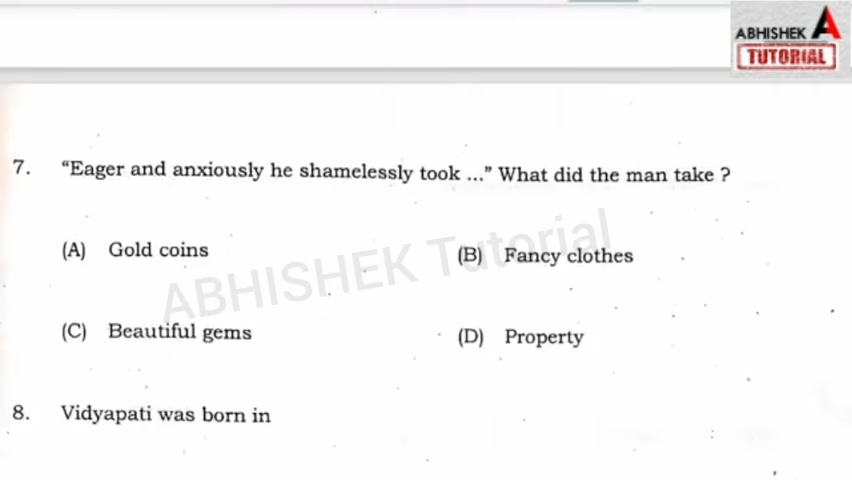 ABHISHEK A
TUTORIAL
7. “Eager and anxiously he shamelessly took ...” What did the man take ?
(A) Gold coins
(B) Fancy clothes
ABHISHEK Tutorial
(C) Beautiful gems
(D) Property
8. Vidyapati was born in